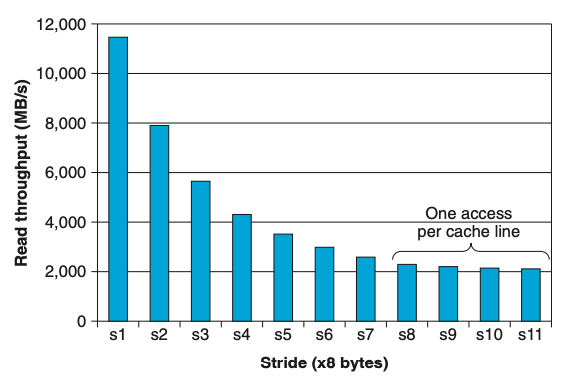 12,000
10,000
8,000
6,000
4,000
2,000
0
Read throughput (MB/s)
One access
per cache line
s1 s2 s3 s4 s5 s6 s7 s8 s9 s10 s11
Stride (x8 bytes)